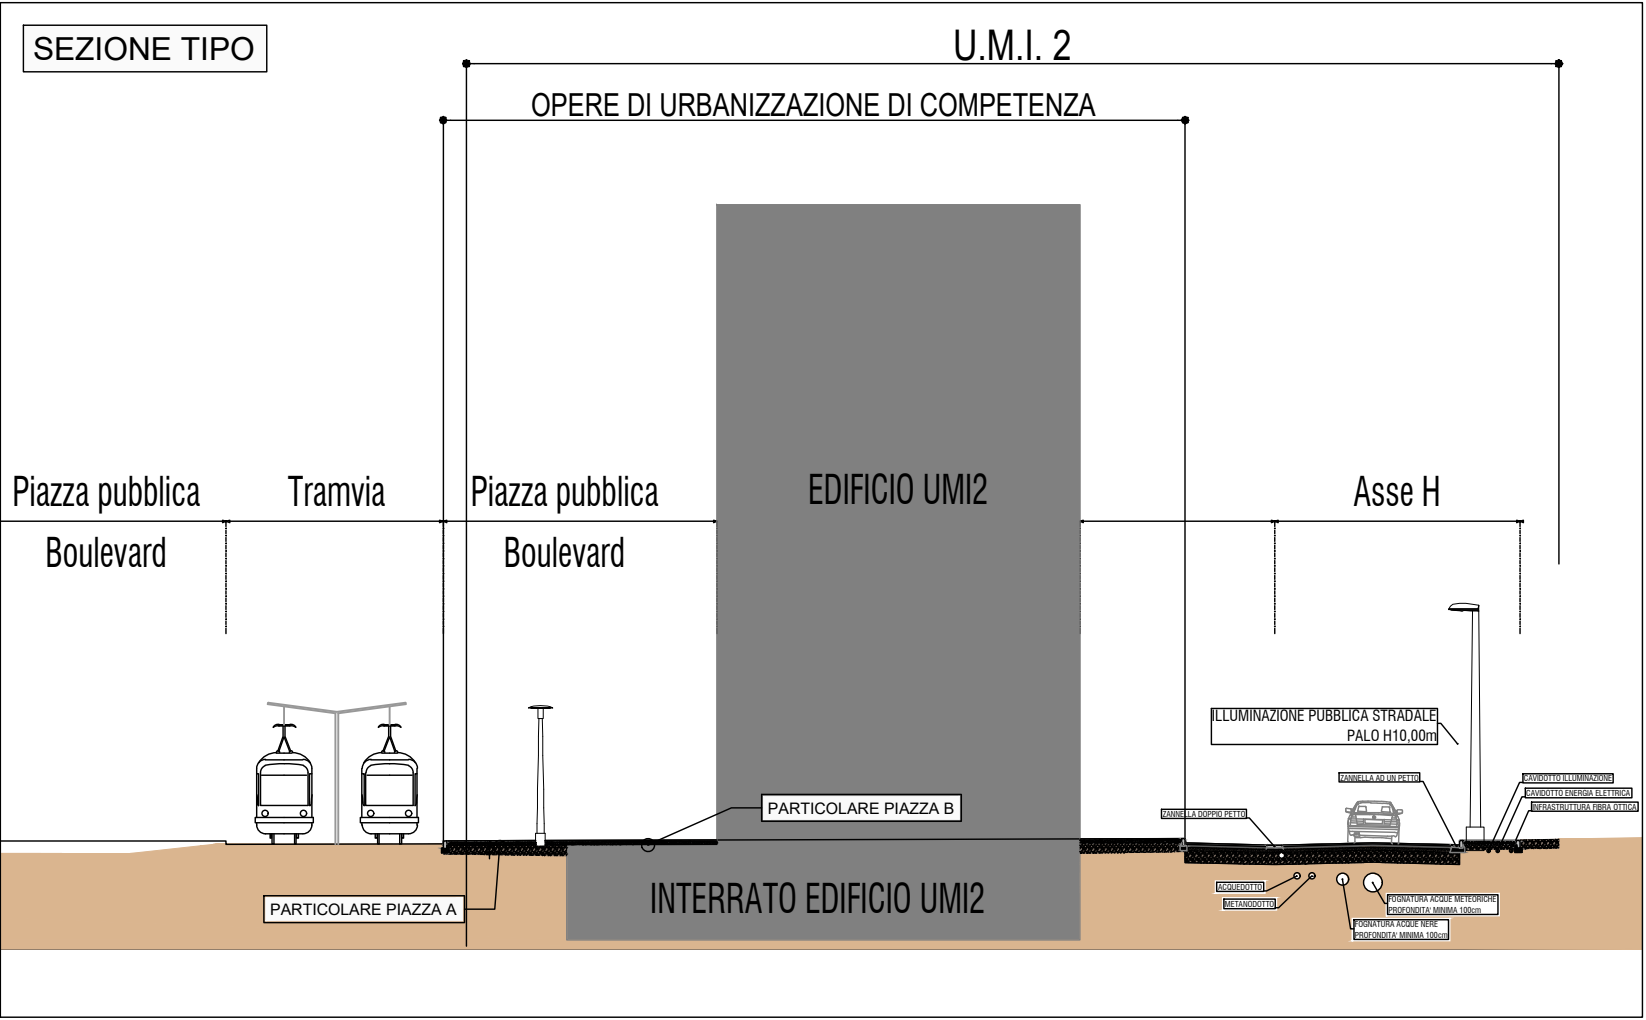 SEZIONE TIPO
U.M.I. 2
OPERE DI URBANIZZAZIONE DI COMPETENZA
Piazza pubblica
Boulevard
Tramvia
Piazza pubblica
Boulevard
EDIFICIO UMI2
Asse H
ILLUMINAZIONE PUBBLICA STRADALE
PALO H10,00m
ZANNELLA AD UN PETTO
CAVIDOTTO ILLUMINAZIONE
CAVIDOTTO ENERGIA ELETTRICA
INFRASTRUTTURA FIBRA OTTICA
ZANNELLA DOPPIO PETTO
PARTICOLARE PIAZZA B
PARTICOLARE PIAZZA A
INTERRATO EDIFICIO UMI2
ACQUEDOTTO
METANODOTTO
FOGNATURA ACQUE METEORICHE
PROFONDITA' MINIMA 100cm
FOGNATURA ACQUE NERE
PROFONDITA' MINIMA 100cm